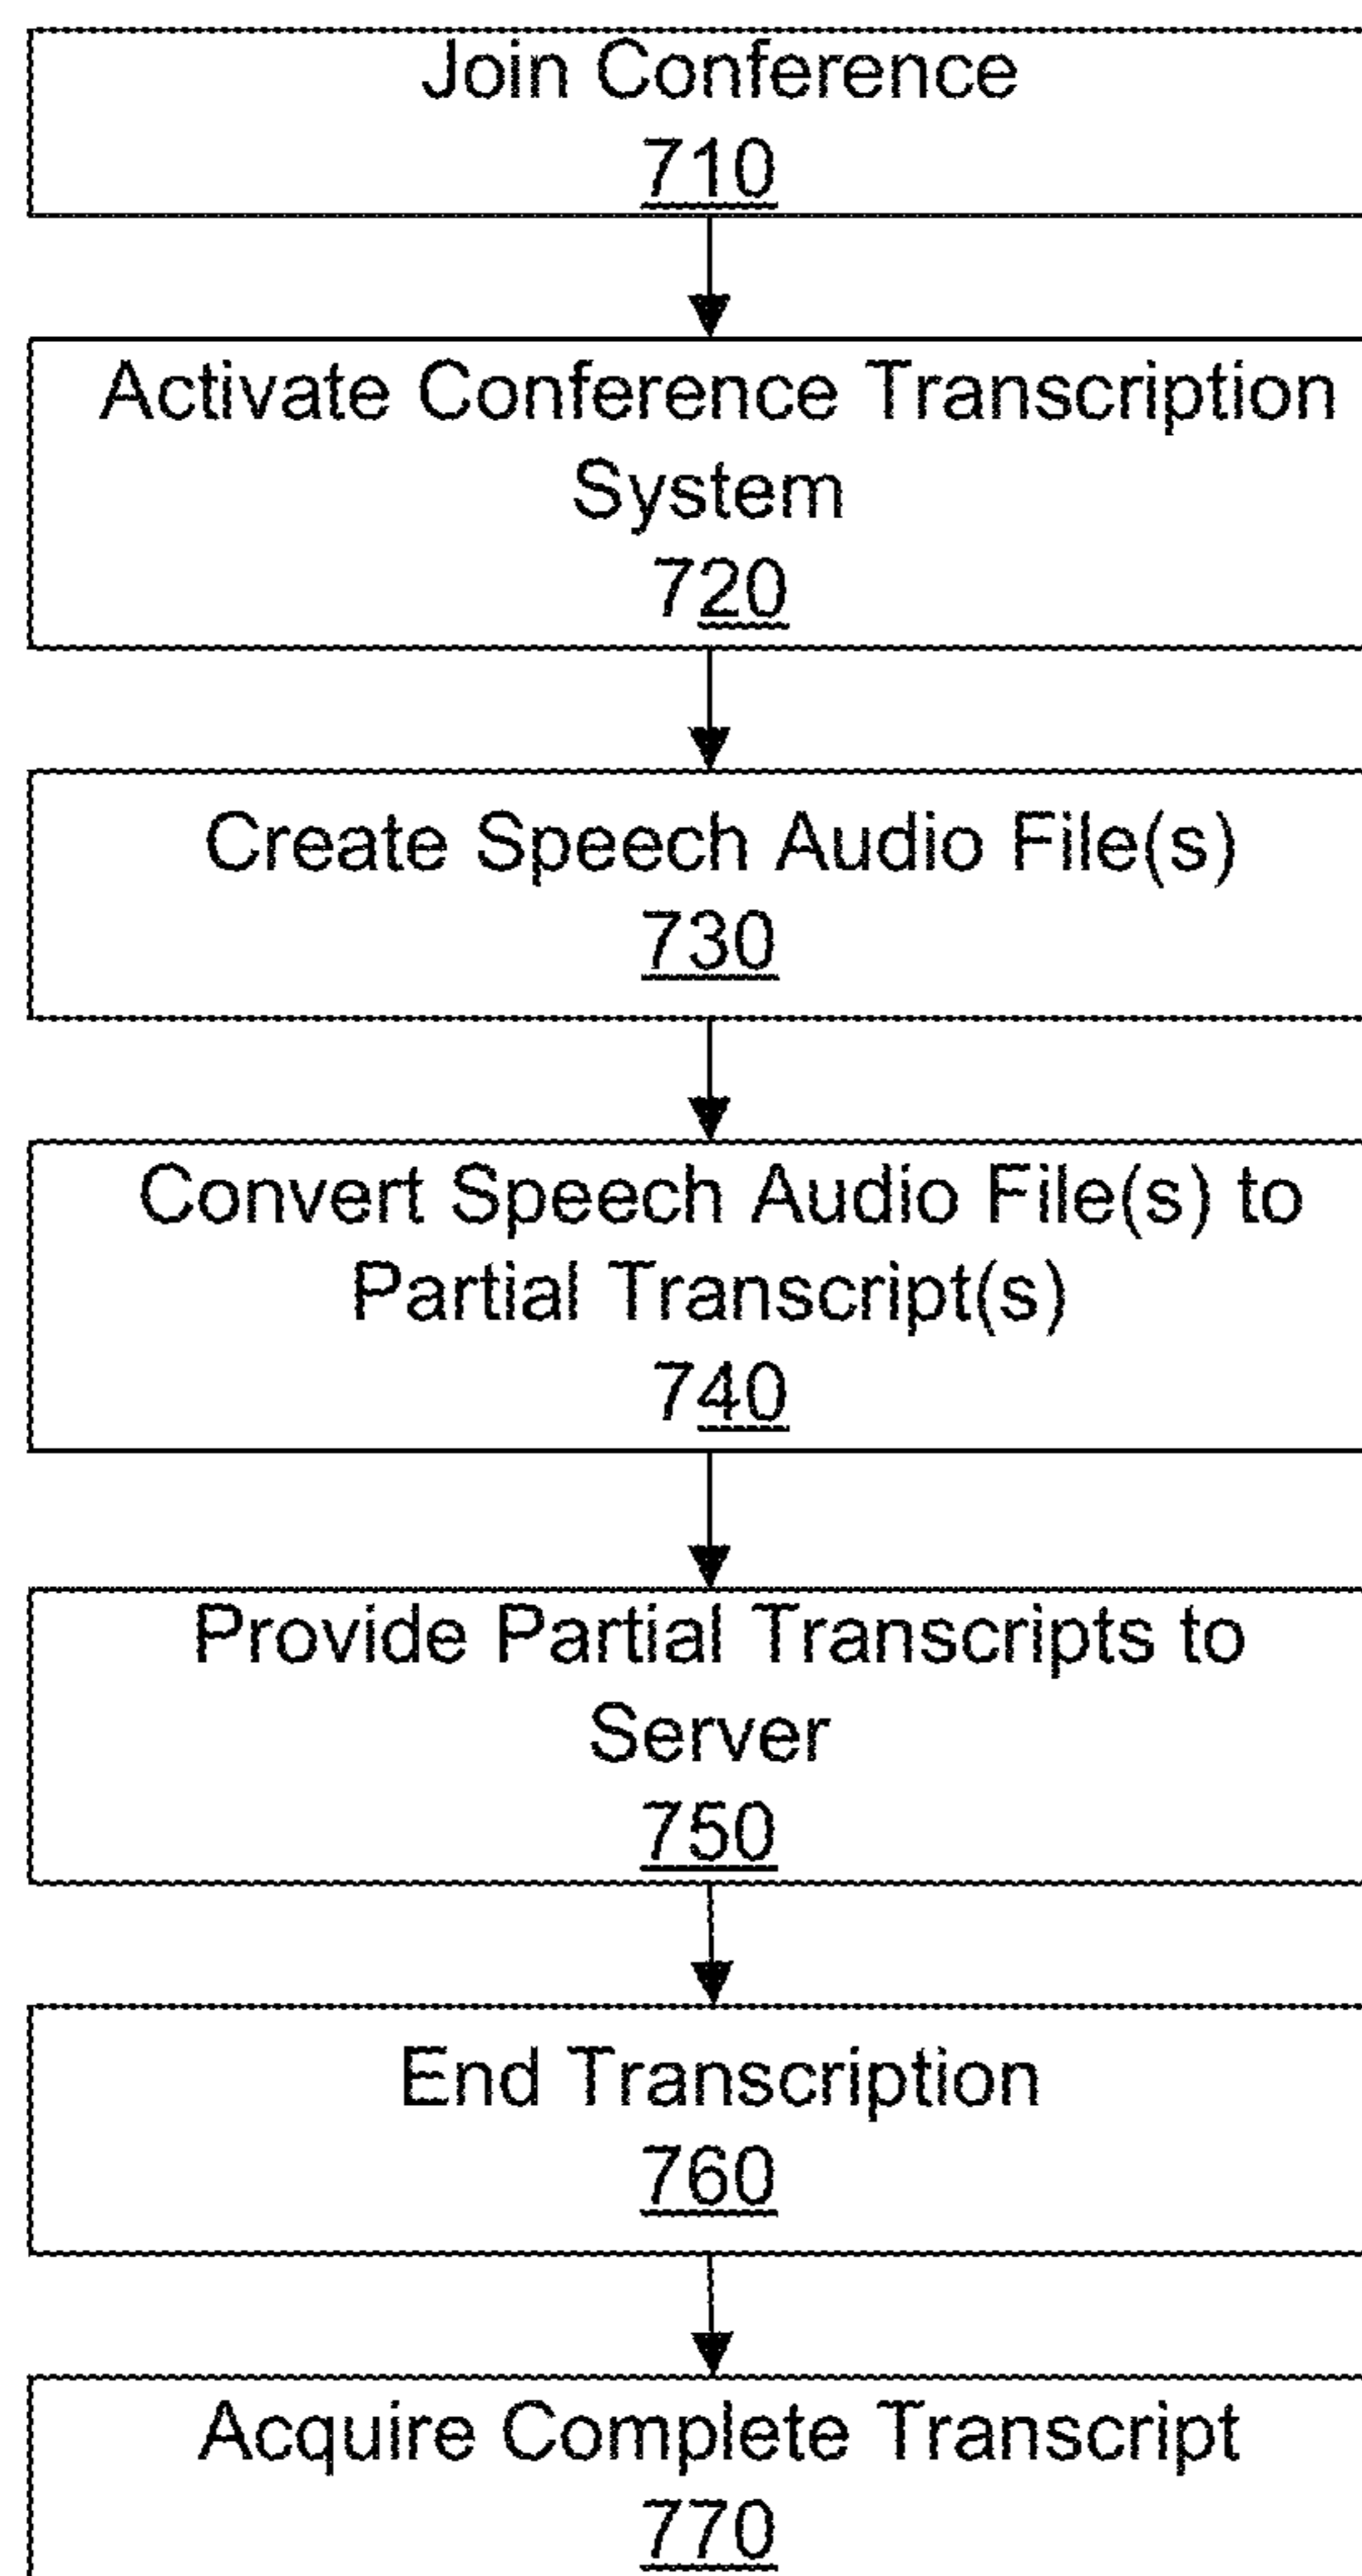 Join Conference
710
Activate Conference Transcription
System
720
Create Speech Audio File(s)
730
Convert Speech Audio File(s) to
Partial Transcript(s)
740
Provide Partial Transcripts to
Server
750
End Transcription
760
Acquire Complete Transcript
770